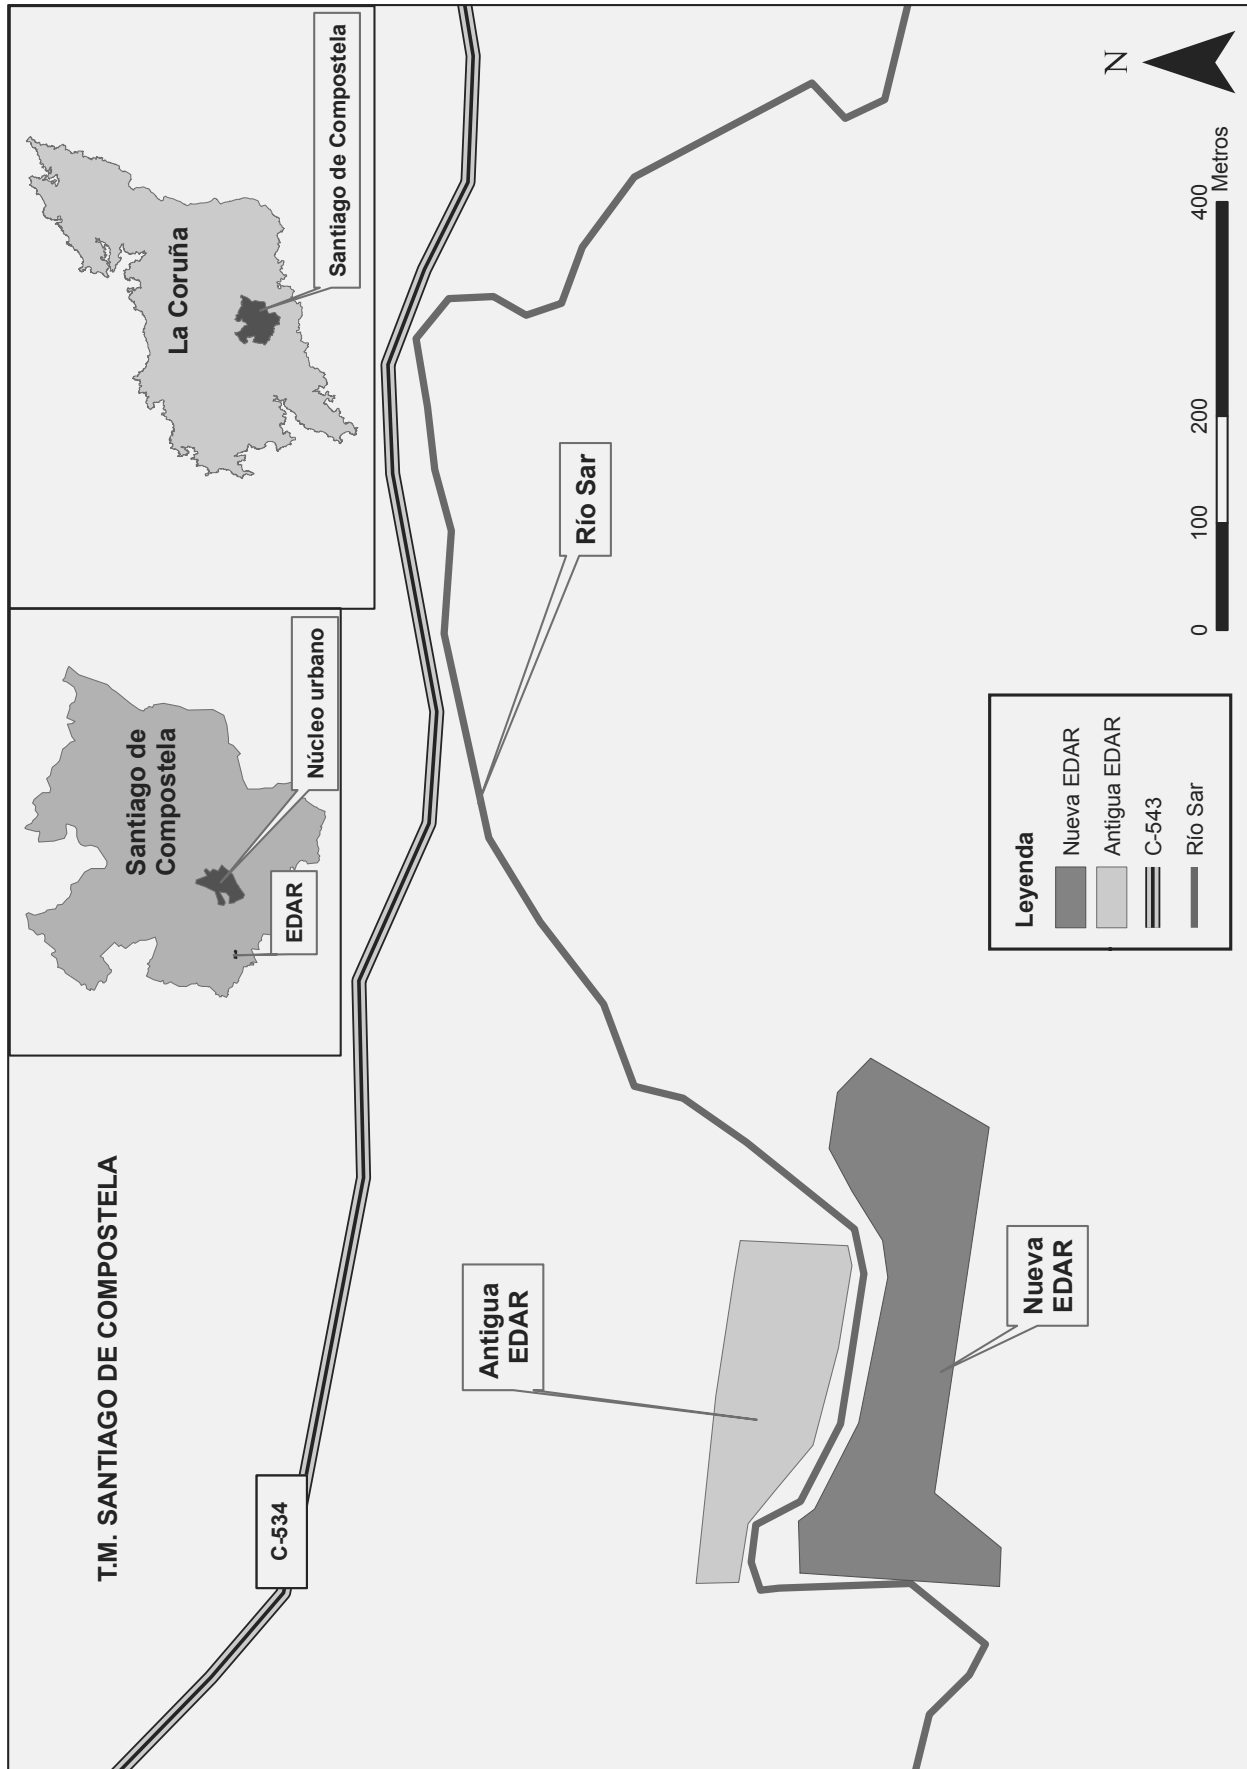 T.M. SANTIAGO DE COMPOSTELA
Santiago de
Compostela
Núcleo urbano
EDAR
La Coruña
Santiago de Compostela
C-534
Río Sar
Antigua
EDAR
Nueva
EDAR
Leyenda
Nueva EDAR
Antigua EDAR
C-543
Río Sar
0 100 200 400
Metros
N